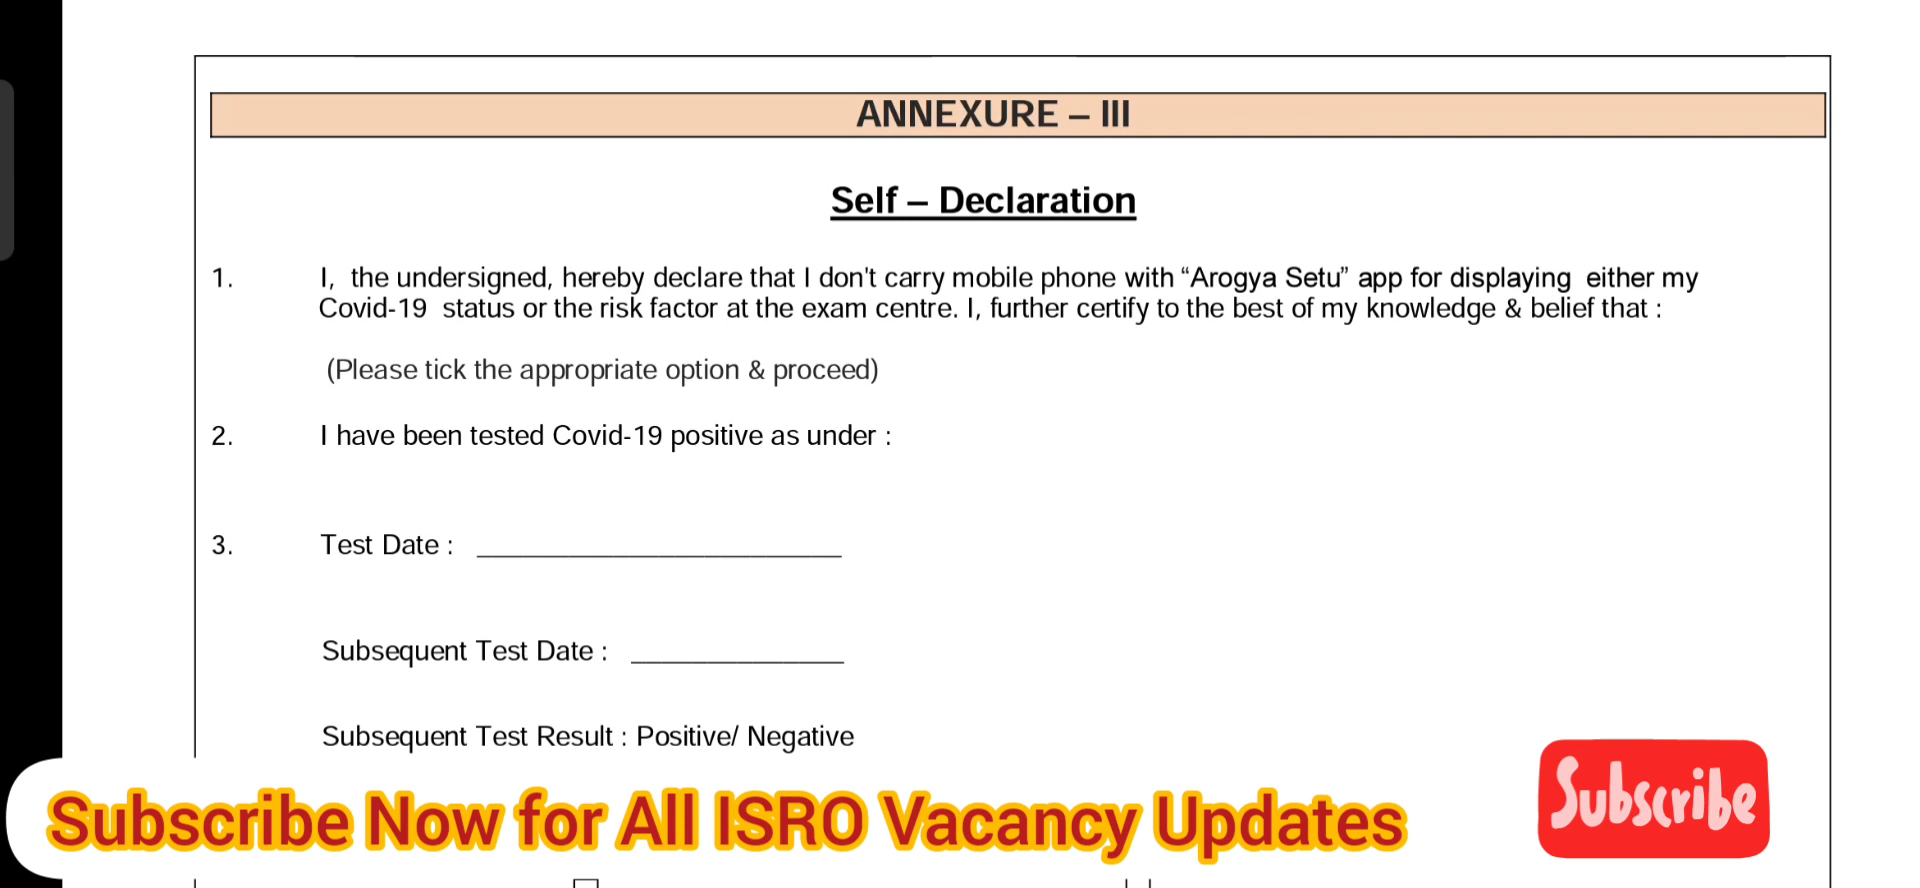 ANNEXURE – III
Self – Declaration
1. I, the undersigned, hereby declare that I don't carry mobile phone with “Arogya Setu” app for displaying either my
Covid-19 status or the risk factor at the exam centre. I, further certify to the best of my knowledge & belief that :
(Please tick the appropriate option & proceed)
2. I have been tested Covid-19 positive as under :
3. Test Date : ________________________
Subsequent Test Date : ______________
Subsequent Test Result : Positive/ Negative
Subscribe Now for All ISRO Vacancy Updates
Subscribe